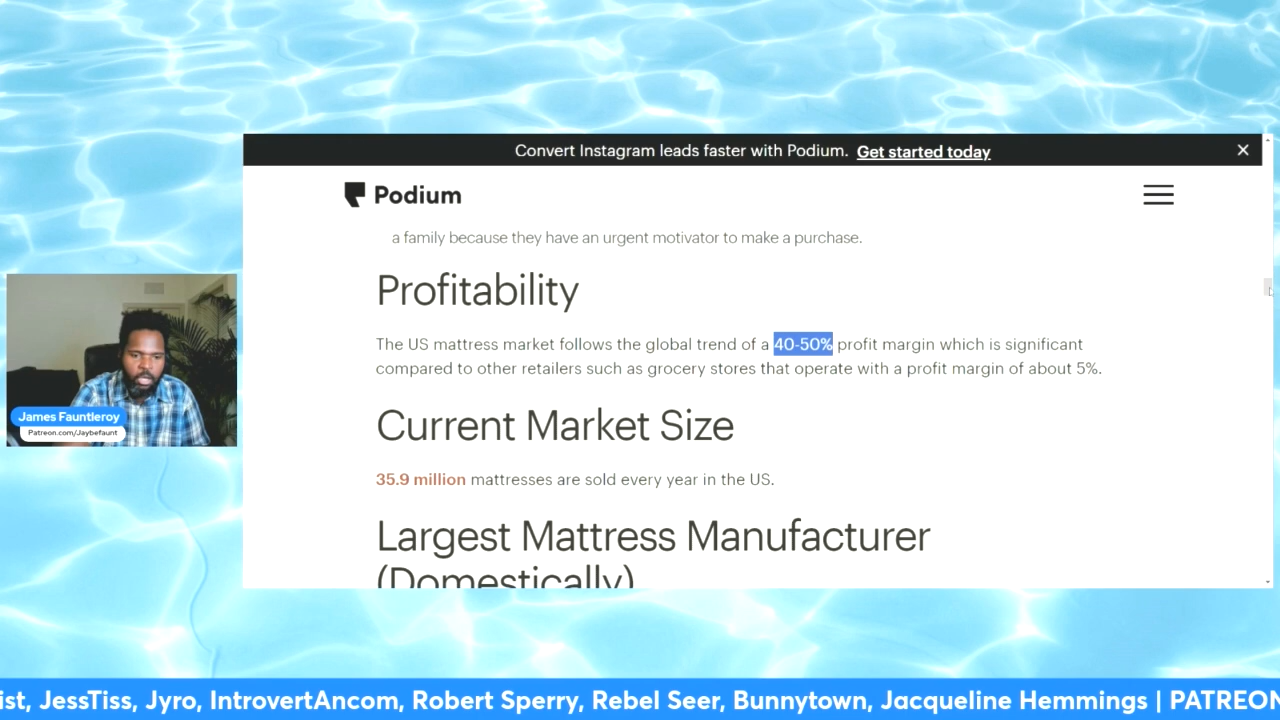 Convert Instagram leads faster with Podium. Get started today
Podium
a family because they have an urgent motivator to make a purchase.
Profitability
The US mattress market follows the global trend of a 40-50% profit margin which is significant
compared to other retailers such as grocery stores that operate with a profit margin of about 5%.
Current Market Size
35.9 million mattresses are sold every year in the US.
Largest Mattress Manufacturer
(Domestically)
James Fauntleroy
Patreon.com/Jaybefaunt
ist, JessTiss, Jyro, IntrovertAncom, Robert Sperry, Rebel Seer, Bunnytown, Jacqueline Hemmings | PATREON